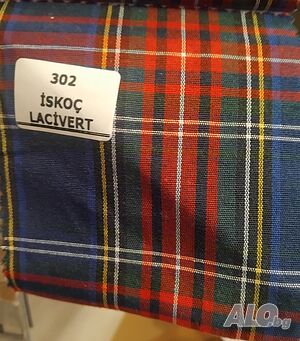 302
İSKOÇ
LACİVERT
ALO.bg